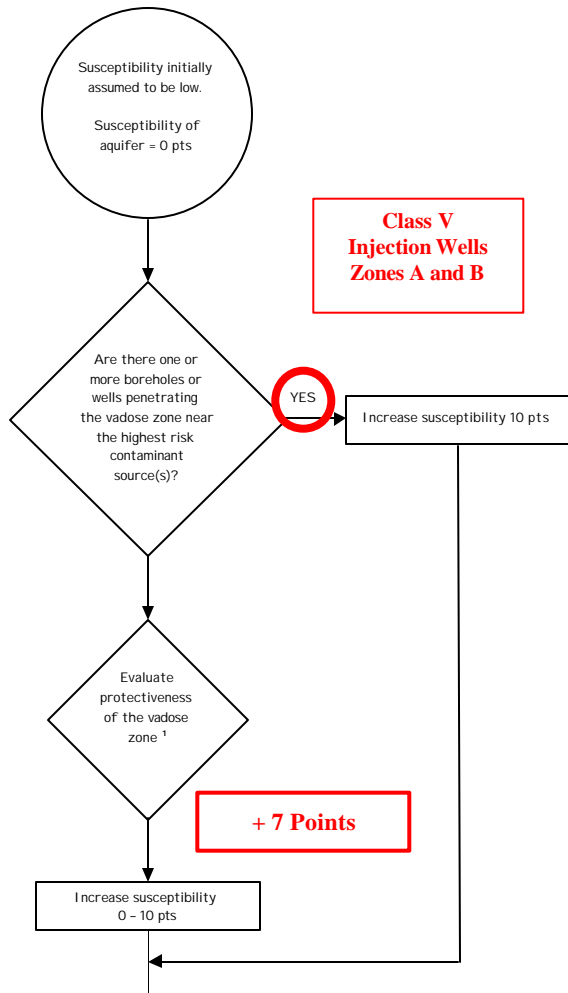 Susceptibility initially
assumed to be low.
Susceptibility of
aquifer = 0 pts
Class V
Injection Wells
Zones A and B
Are there one or
more boreholes or
wells penetrating
the vadose zone near
the highest risk
contaminant
source(s)?
YES
Increase susceptibility 10 pts
Evaluate
protectiveness
of the vadose
zone ¹
+ 7 Points
Increase susceptibility
0 – 10 pts